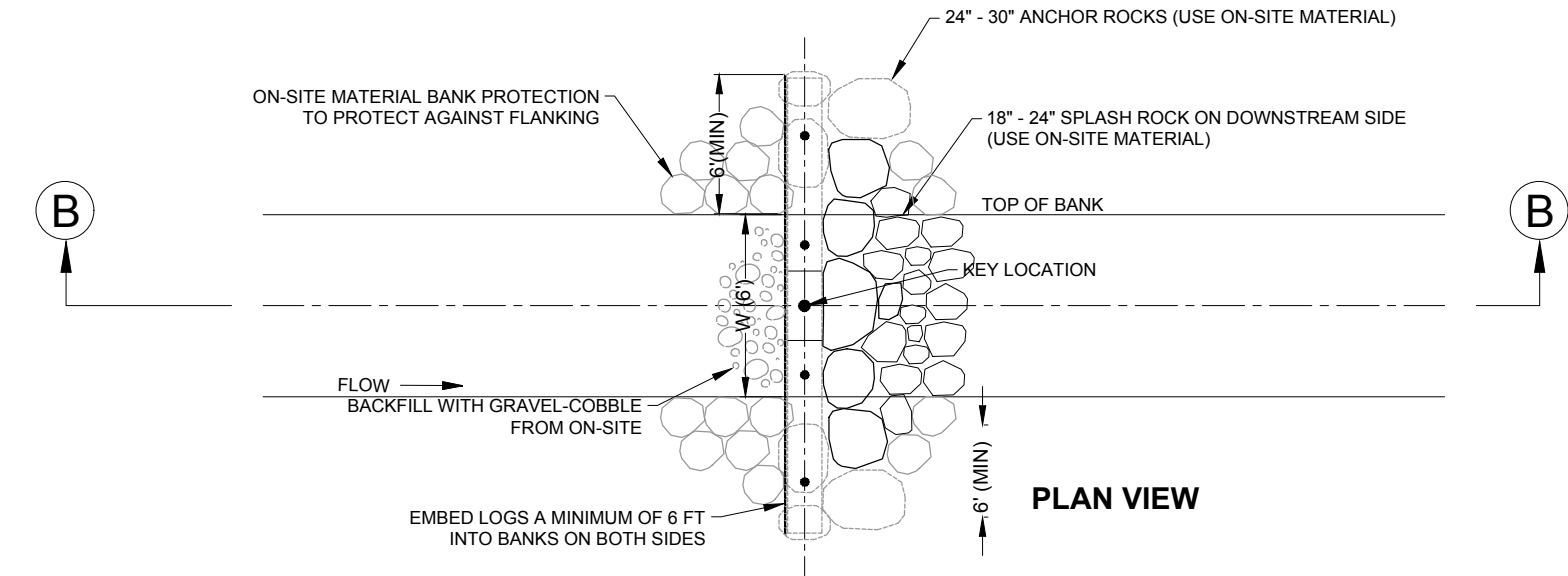 24" - 30" ANCHOR ROCKS (USE ON-SITE MATERIAL)
ON-SITE MATERIAL BANK PROTECTION
TO PROTECT AGAINST FLANKING
6'(MIN)
18" - 24" SPLASH ROCK ON DOWNSTREAM SIDE
(USE ON-SITE MATERIAL)
B
B
TOP OF BANK
KEY LOCATION
W (6')
FLOW
BACKFILL WITH GRAVEL-COBBLE
FROM ON-SITE
6' (MIN)
PLAN VIEW
EMBED LOGS A MINIMUM OF 6 FT
INTO BANKS ON BOTH SIDES